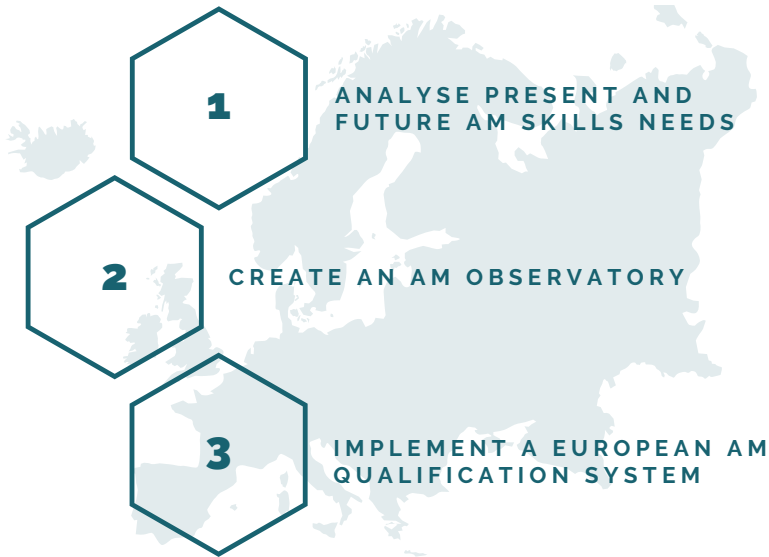 1
ANALYSE PRESENT AND
FUTURE AM SKILLS NEEDS
2
CREATE AN AM OBSERVATORY
3
IMPLEMENT A EUROPEAN AM
QUALIFICATION SYSTEM